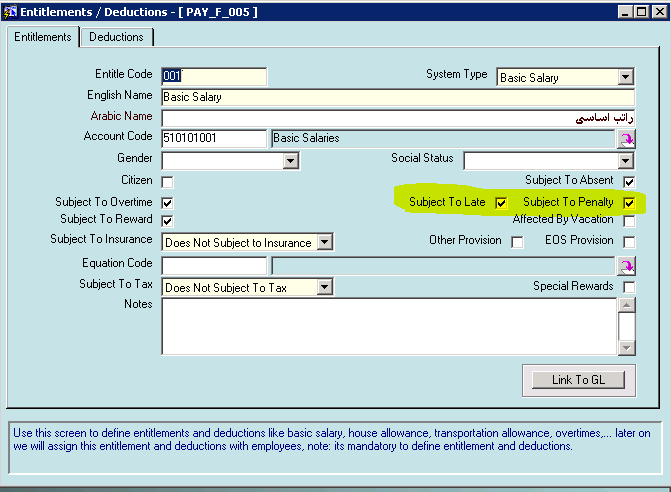 Entitlements / Deductions - [ PAY_F_005 ]
Entitlements Deductions
Entitle Code 001 System Type Basic Salary
English Name Basic Salary
Arabic Name راتب اساسي
Account Code 510101001 Basic Salaries
Gender Social Status
Citizen Subject To Absent
Subject To Overtime Subject To Late Subject To Penalty
Subject To Reward Affected By Vacation
Subject To Insurance Does Not Subject to Insurance Other Provision EOS Provision
Equation Code
Subject To Tax Does Not Subject To Tax Special Rewards
Notes
Link To GL
Use this screen to define entitlements and deductions like basic salary, house allowance, transportation allowance, overtimes,... later on
we will assign this entitlement and deductions with employees, note: its mandatory to define entitlement and deductions.